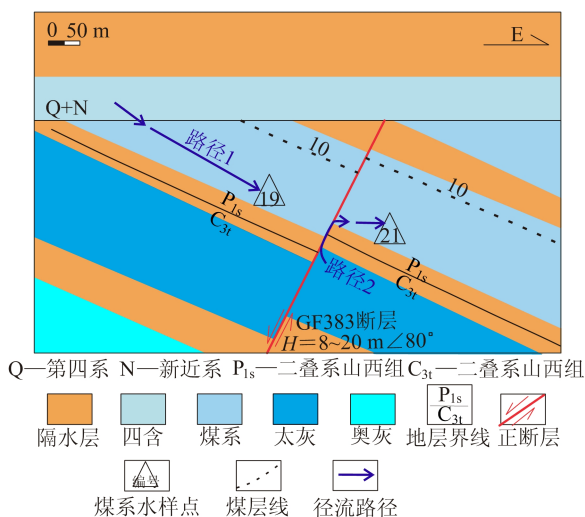 0 50 m
E
Q+N
路径1
10
10
19
21
P1s
C3t
P1s
C3t
路径2
GF383断层
H＝8~20 m∠80°
Q—第四系 N—新近系 P1s—二叠系山西组 C3t—二叠系山西组
P1s
C3t
隔水层 四含 煤系 太灰 奥灰 地层界线 正断层
编号
煤系水样点 煤层线 径流路径